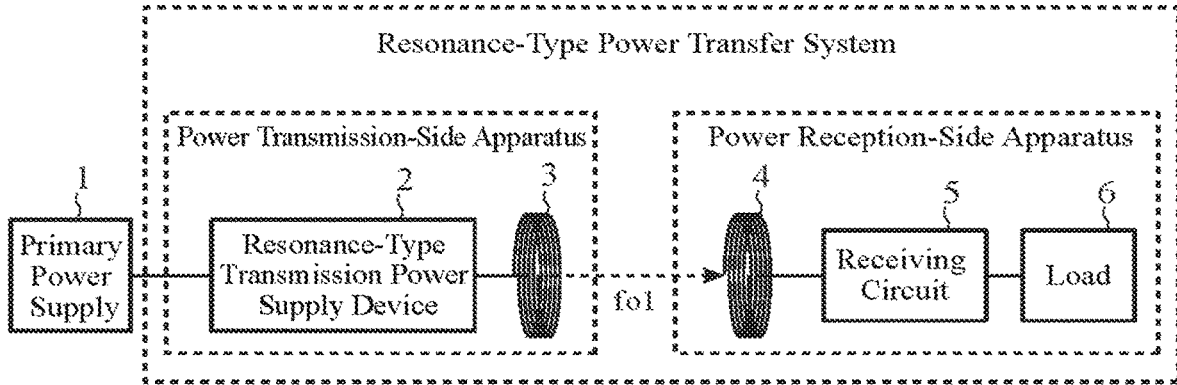 Resonance-Type Power Transfer System
Power Transmission-Side Apparatus
Power Reception-Side Apparatus
1
2
3
4
5
6
Primary
Power
Supply
Resonance-Type
Transmission Power
Supply Device
fo1
Receiving
Circuit
Load